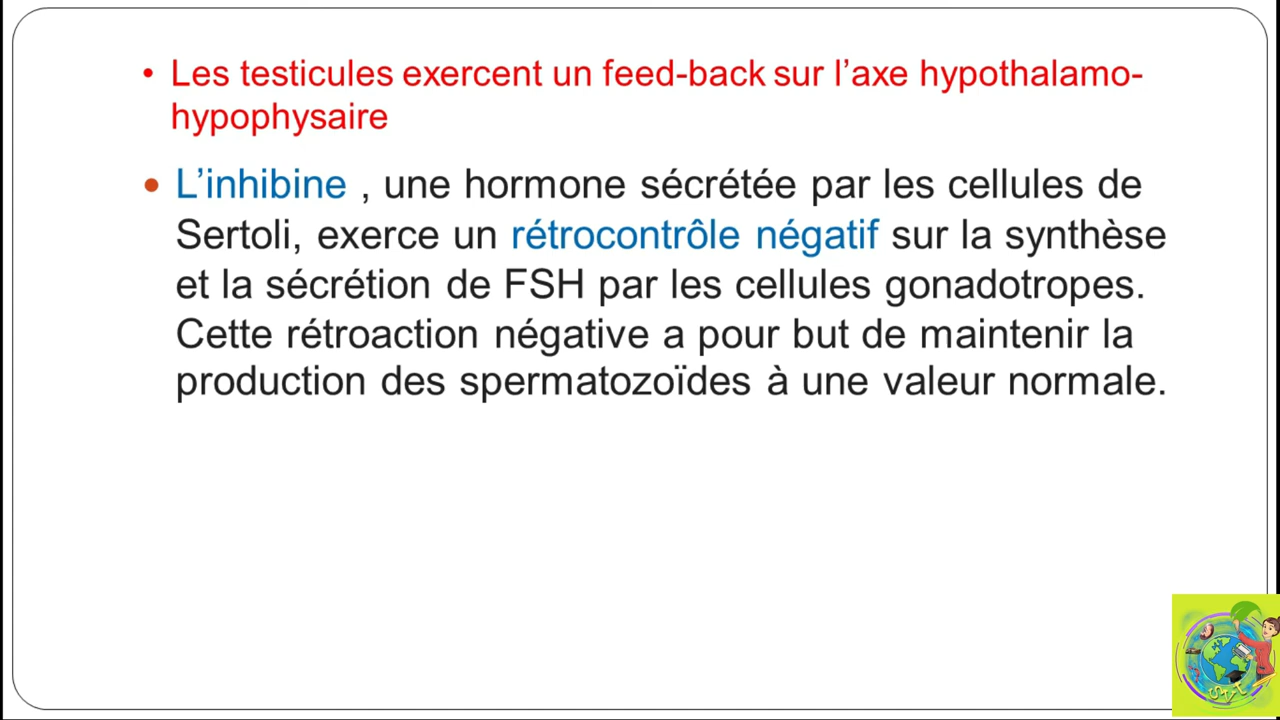 • Les testicules exercent un feed-back sur l’axe hypothalamo-
hypophysaire
• L’inhibine , une hormone sécrétée par les cellules de
Sertoli, exerce un rétrocontrôle négatif sur la synthèse
et la sécrétion de FSH par les cellules gonadotropes.
Cette rétroaction négative a pour but de maintenir la
production des spermatozoïdes à une valeur normale.
SVT